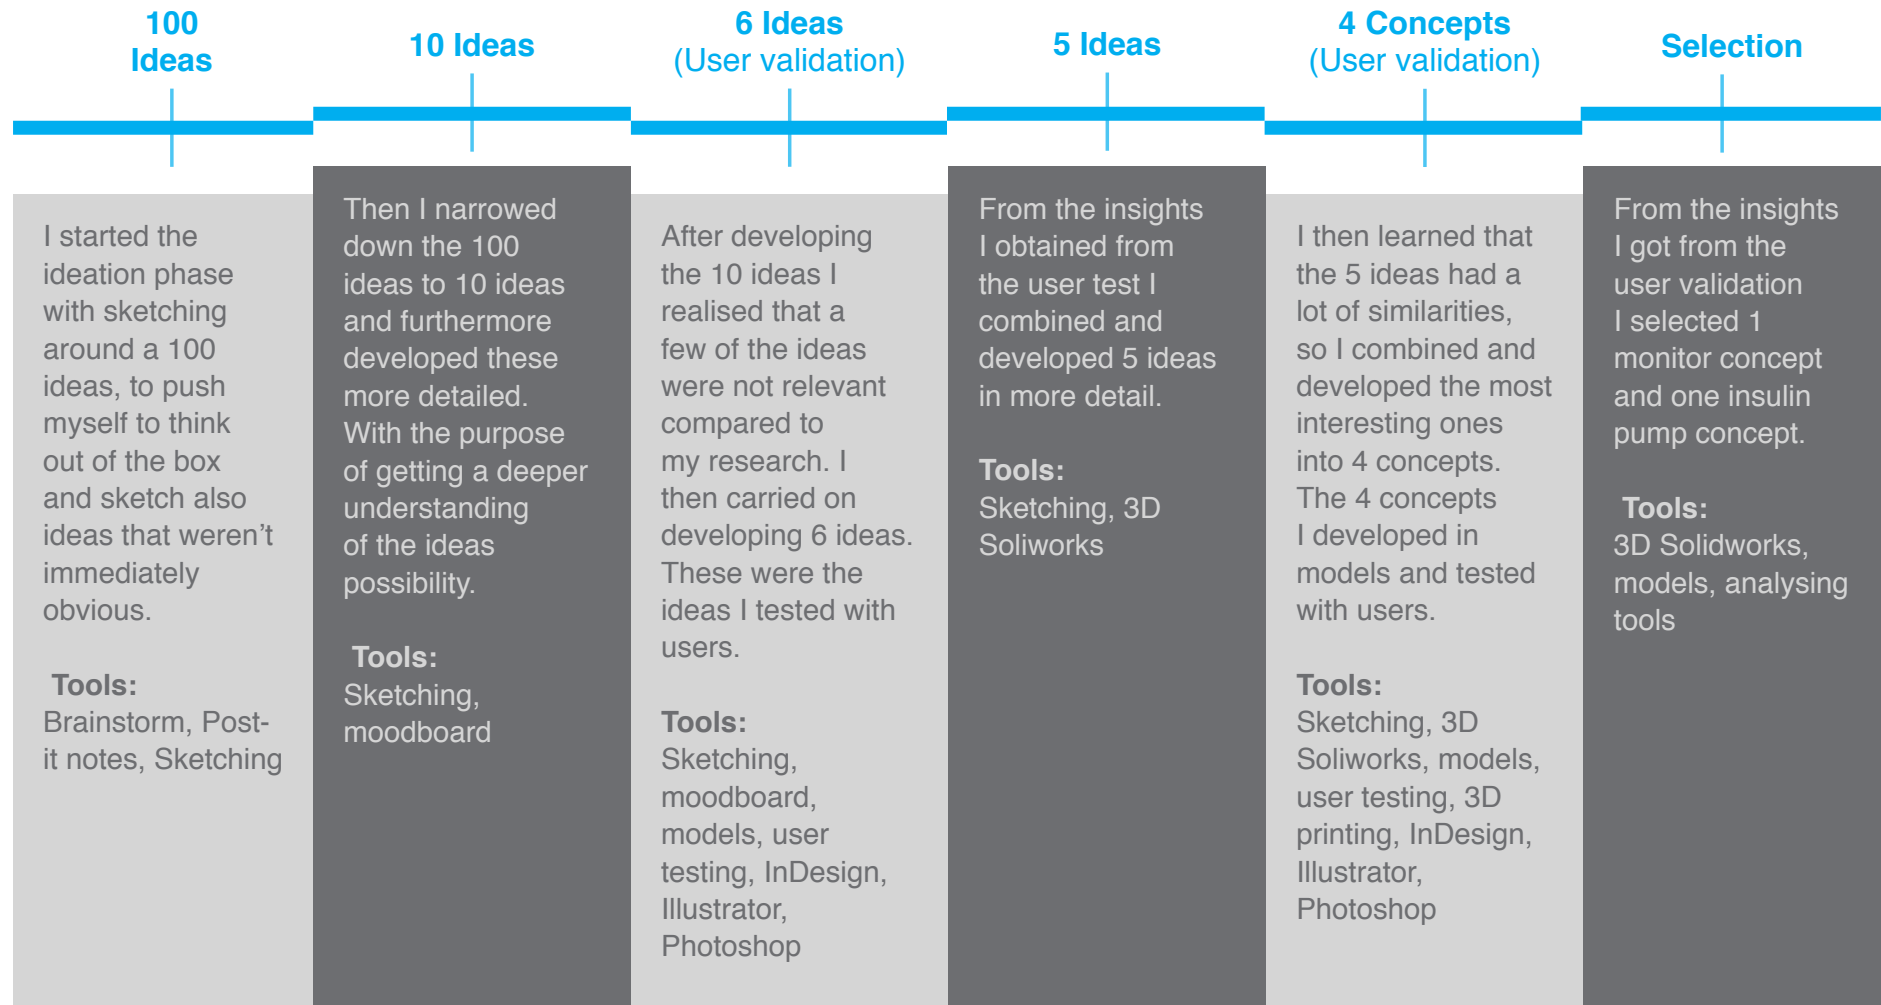 100
Ideas
I started the
ideation phase
with sketching
around a 100
ideas, to push
myself to think
out of the box
and sketch also
ideas that weren’t
immediately
obvious.
Tools:
Brainstorm, Post-
it notes, Sketching
10 Ideas
Then I narrowed
down the 100
ideas to 10 ideas
and furthermore
developed these
more detailed.
With the purpose
of getting a deeper
understanding
of the ideas
possibility.
Tools:
Sketching,
moodboard
6 Ideas
(User validation)
After developing
the 10 ideas I
realised that a
few of the ideas
were not relevant
compared to
my research. I
then carried on
developing 6 ideas.
These were the
ideas I tested with
users.
Tools:
Sketching,
moodboard,
models, user
testing, InDesign,
Illustrator,
Photoshop
5 Ideas
From the insights
I obtained from
the user test I
combined and
developed 5 ideas
in more detail.
Tools:
Sketching, 3D
Soliworks
4 Concepts
(User validation)
I then learned that
the 5 ideas had a
lot of similarities,
so I combined and
developed the most
interesting ones
into 4 concepts.
The 4 concepts
I developed in
models and tested
with users.
Tools:
Sketching, 3D
Soliworks, models,
user testing, 3D
printing, InDesign,
Illustrator,
Photoshop
Selection
From the insights
I got from the
user validation
I selected 1
monitor concept
and one insulin
pump concept.
Tools:
3D Solidworks,
models, analysing
tools